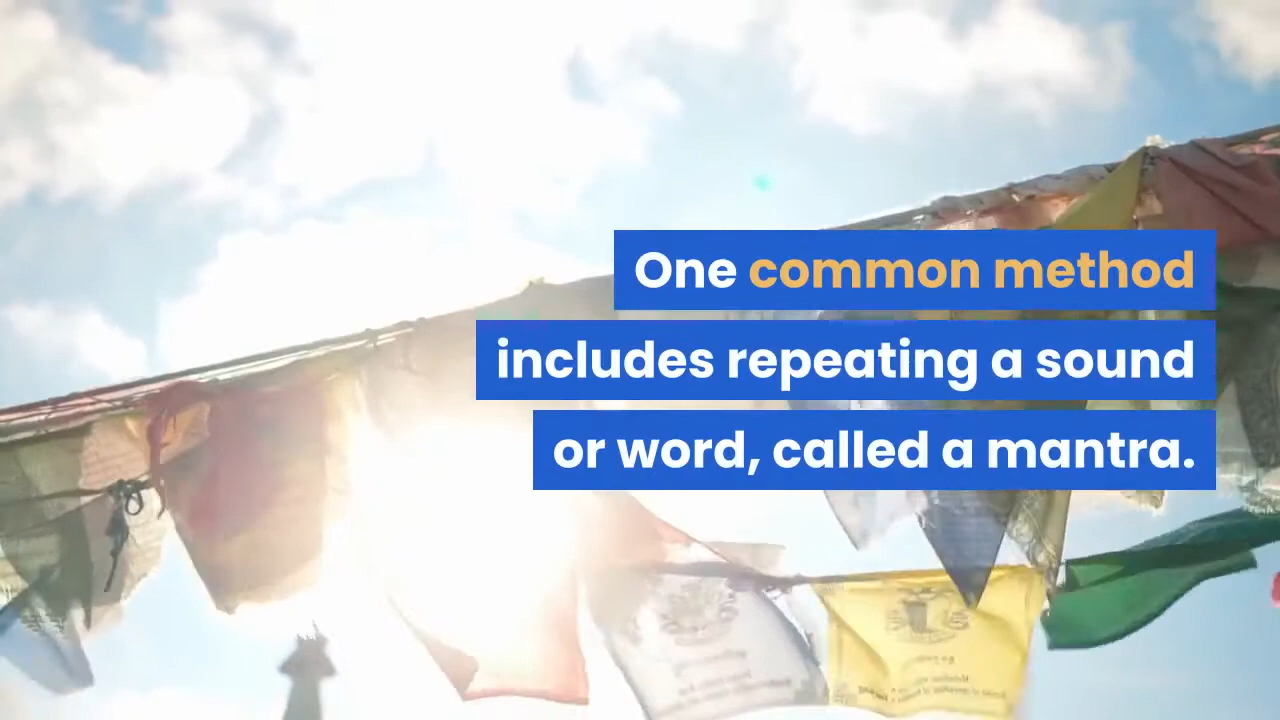 One common method
includes repeating a sound
or word, called a mantra.